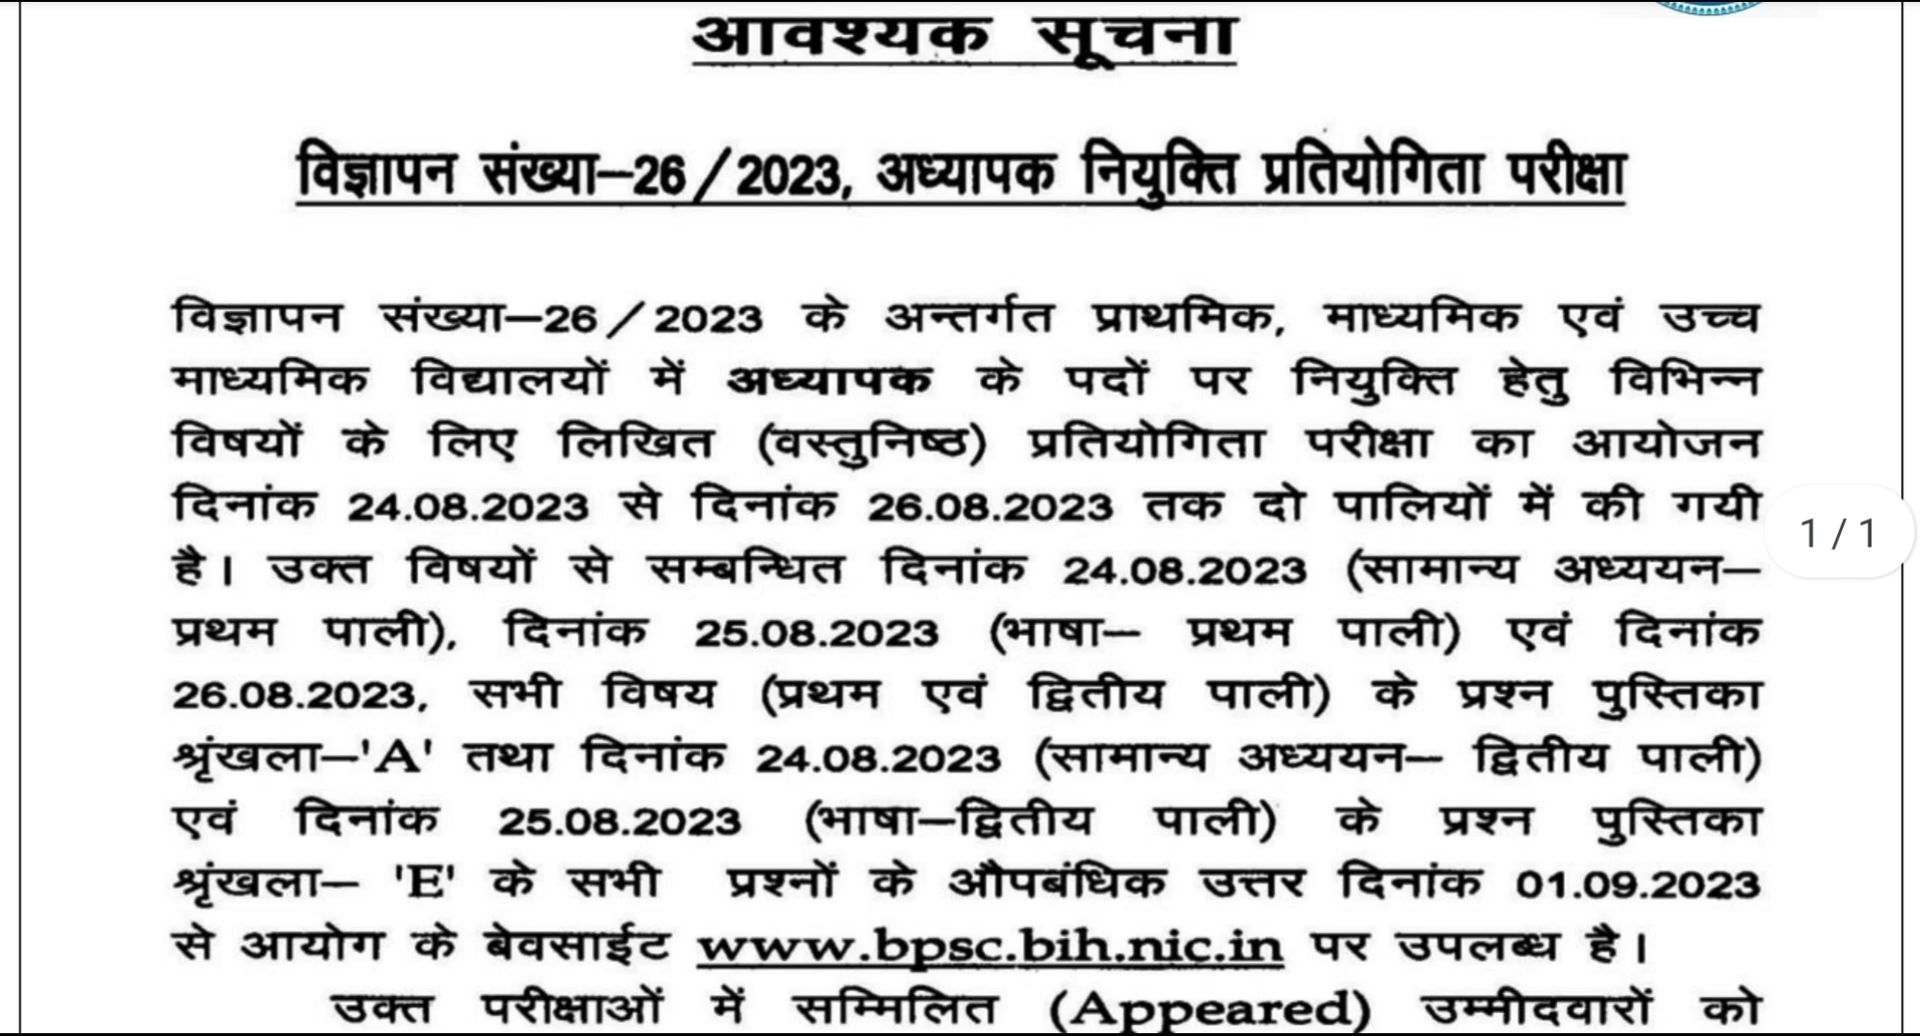 आवश्यक सूचना
विज्ञापन संख्या–26/2023, अध्यापक नियुक्ति प्रतियोगिता परीक्षा
विज्ञापन संख्या–26/2023 के अन्तर्गत प्राथमिक, माध्यमिक एवं उच्च
माध्यमिक विद्यालयों में अध्यापक के पदों पर नियुक्ति हेतु विभिन्न
विषयों के लिए लिखित (वस्तुनिष्ठ) प्रतियोगिता परीक्षा का आयोजन
दिनांक 24.08.2023 से दिनांक 26.08.2023 तक दो पालियों में की गयी
है। उक्त विषयों से सम्बन्धित दिनांक 24.08.2023 (सामान्य अध्ययन–
प्रथम पाली), दिनांक 25.08.2023 (भाषा– प्रथम पाली) एवं दिनांक
26.08.2023, सभी विषय (प्रथम एवं द्वितीय पाली) के प्रश्न पुस्तिका
श्रृंखला–'A' तथा दिनांक 24.08.2023 (सामान्य अध्ययन– द्वितीय पाली)
एवं दिनांक 25.08.2023 (भाषा–द्वितीय पाली) के प्रश्न पुस्तिका
श्रृंखला– 'E' के सभी प्रश्नों के औपबंधिक उत्तर दिनांक 01.09.2023
से आयोग के बेवसाईट www.bpsc.bih.nic.in पर उपलब्ध है।
उक्त परीक्षाओं में सम्मिलित (Appeared) उम्मीदवारों को
1/1